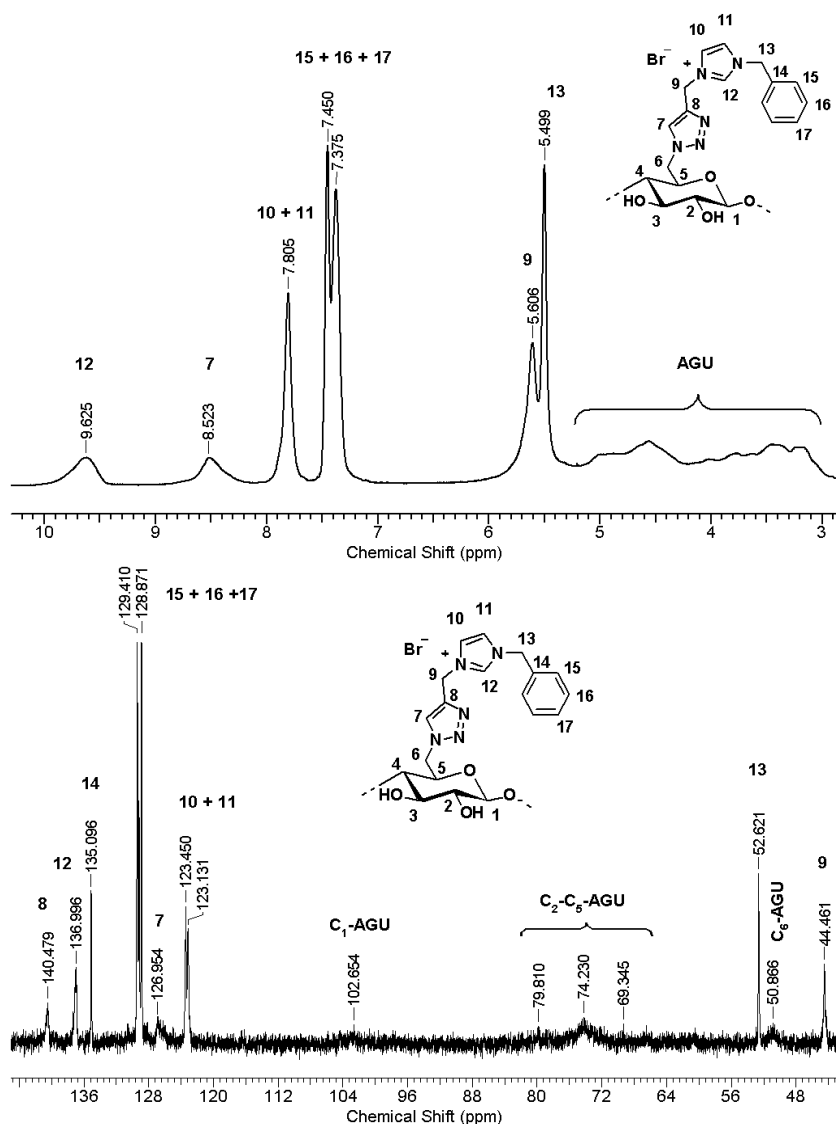 15 + 16 + 17
7.450
7.375
13
5.499
10 + 11
7.805
9
5.606
12
9.625
7
8.523
AGU
10
11
Br−
+
N
N
13
14
15
9
12
16
8
17
7
N
N
N
6
4
5
O
HO
2
O
3
OH
1
10 9 8 7 6 5 4 3
Chemical Shift (ppm)
129.410
128.871
15 + 16 +17
14
135.096
10 + 11
123.450
123.131
12
136.996
8
140.479
7
126.954
C1-AGU
102.654
C2-C5-AGU
79.810
74.230
69.345
13
52.621
C6-AGU
50.866
9
44.461
10
11
Br−
+
N
N
13
14
15
9
12
16
8
17
7
N
N
N
6
4
5
O
HO
2
O
3
OH
1
136 128 120 112 104 96 88 80 72 64 56 48
Chemical Shift (ppm)